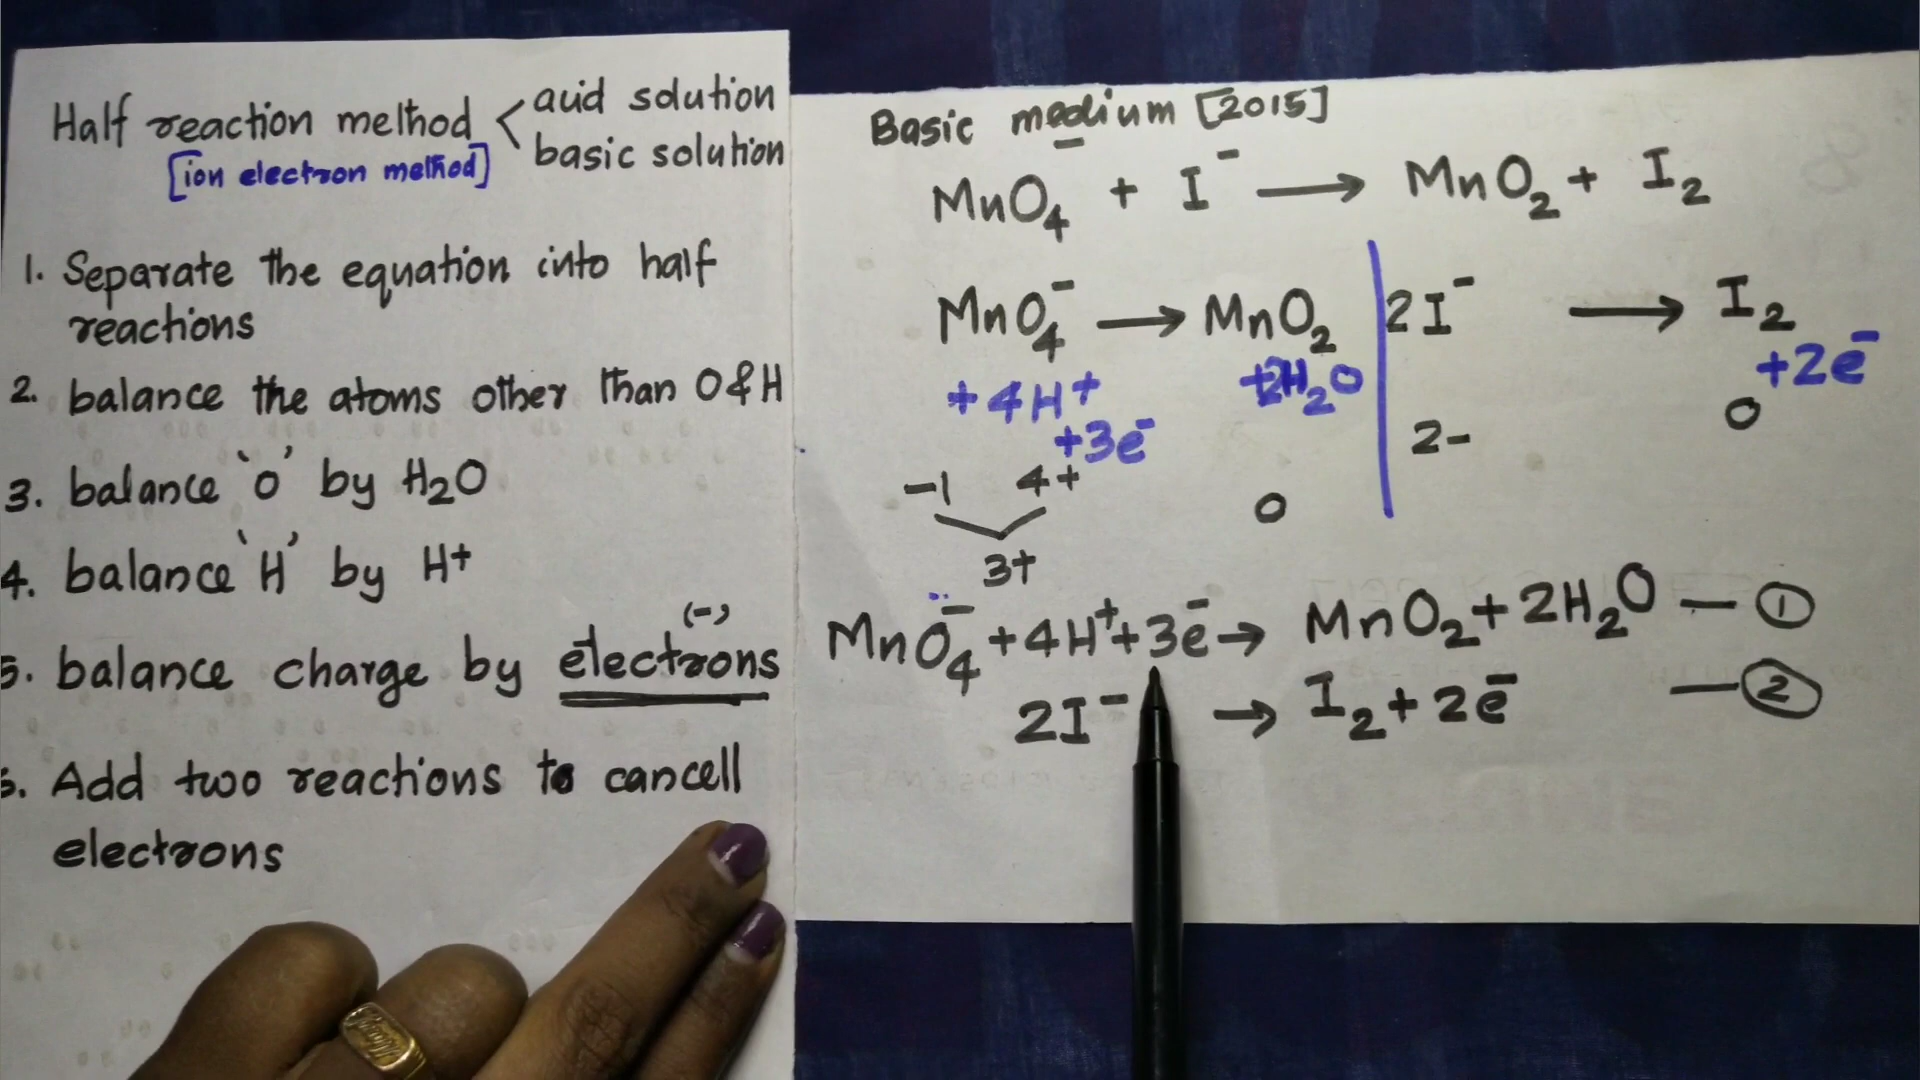 Half reaction method < acid solution
basic solution
[ion electron method]
1. Separate the equation into half
reactions
2. balance the atoms other than O & H
3. balance 'O' by H₂O
4. balance 'H' by H⁺
5. balance charge by electrons
(-)
6. Add two reactions to cancell
electrons
Basic medium [2015]
MnO₄⁻ + I⁻ → MnO₂ + I₂
MnO₄⁻ → MnO₂ | 2I⁻ → I₂
+4H⁺ +2H₂O +2e⁻
+3e⁻ 2- 0
-1 4+ 0
3+
MnO₄⁻ + 4H⁺ + 3e⁻ → MnO₂ + 2H₂O — ①
2I⁻ → I₂ + 2e⁻ — ②